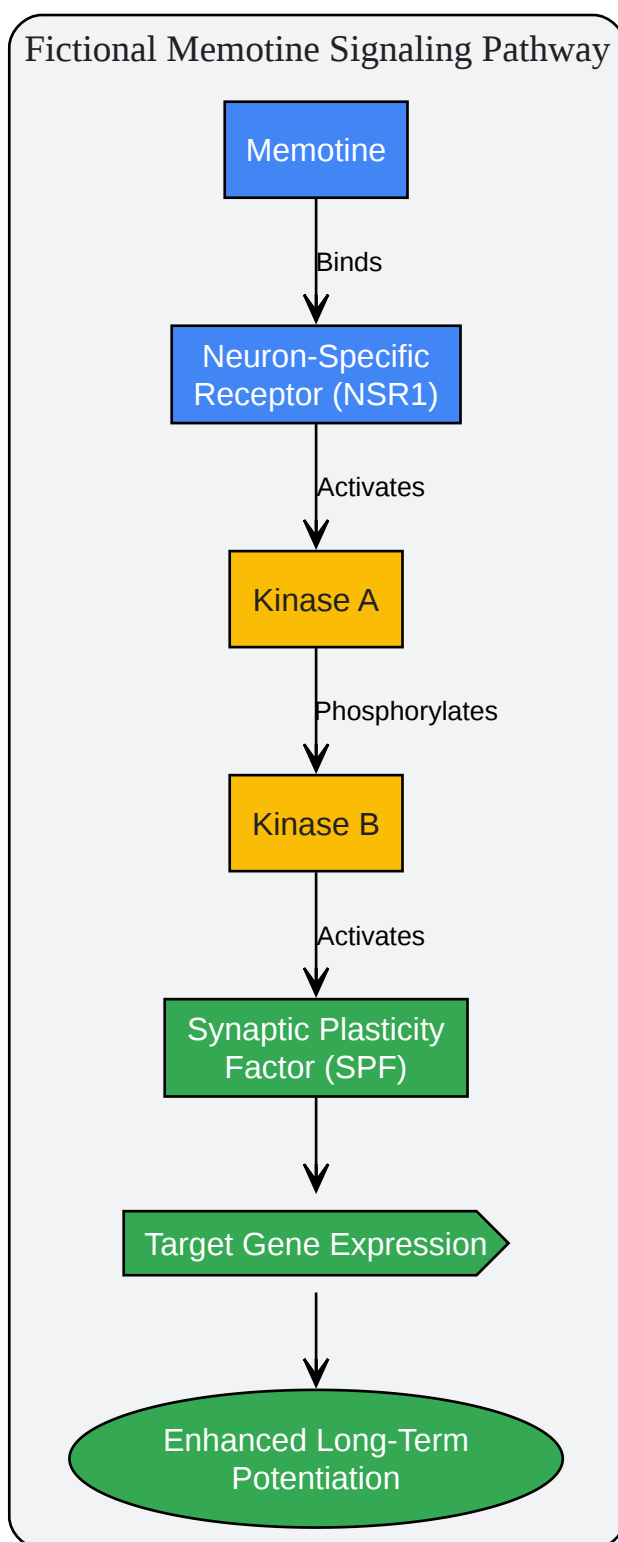 Fictional Memotine Signaling Pathway
Memotine
Binds
Neuron-Specific
Receptor (NSR1)
Activates
Kinase A
Phosphorylates
Kinase B
Activates
Synaptic Plasticity
Factor (SPF)
Target Gene Expression
Enhanced Long-Term
Potentiation